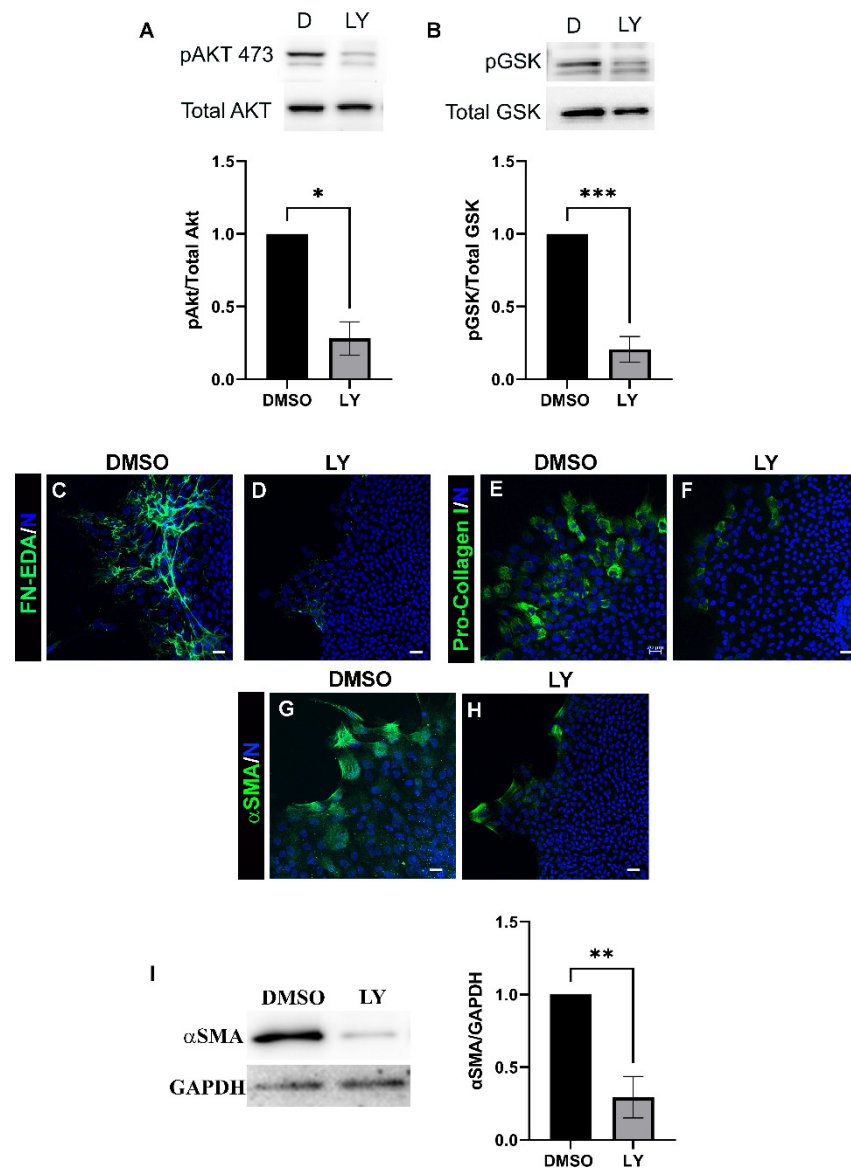 A
D LY
pAKT 473
Total AKT
1.5
1.0
0.5
0.0
pAkt/Total Akt
*
DMSO LY
B
D LY
pGSK
Total GSK
1.5
1.0
0.5
0.0
pGSK/Total GSK
***
DMSO LY
DMSO LY
FN-EDA/N
C D
DMSO LY
Pro-Collagen I/N
E F
DMSO LY
αSMA/N
G H
I
DMSO LY
αSMA
GAPDH
1.5
1.0
0.5
0.0
αSMA/GAPDH
**
DMSO LY